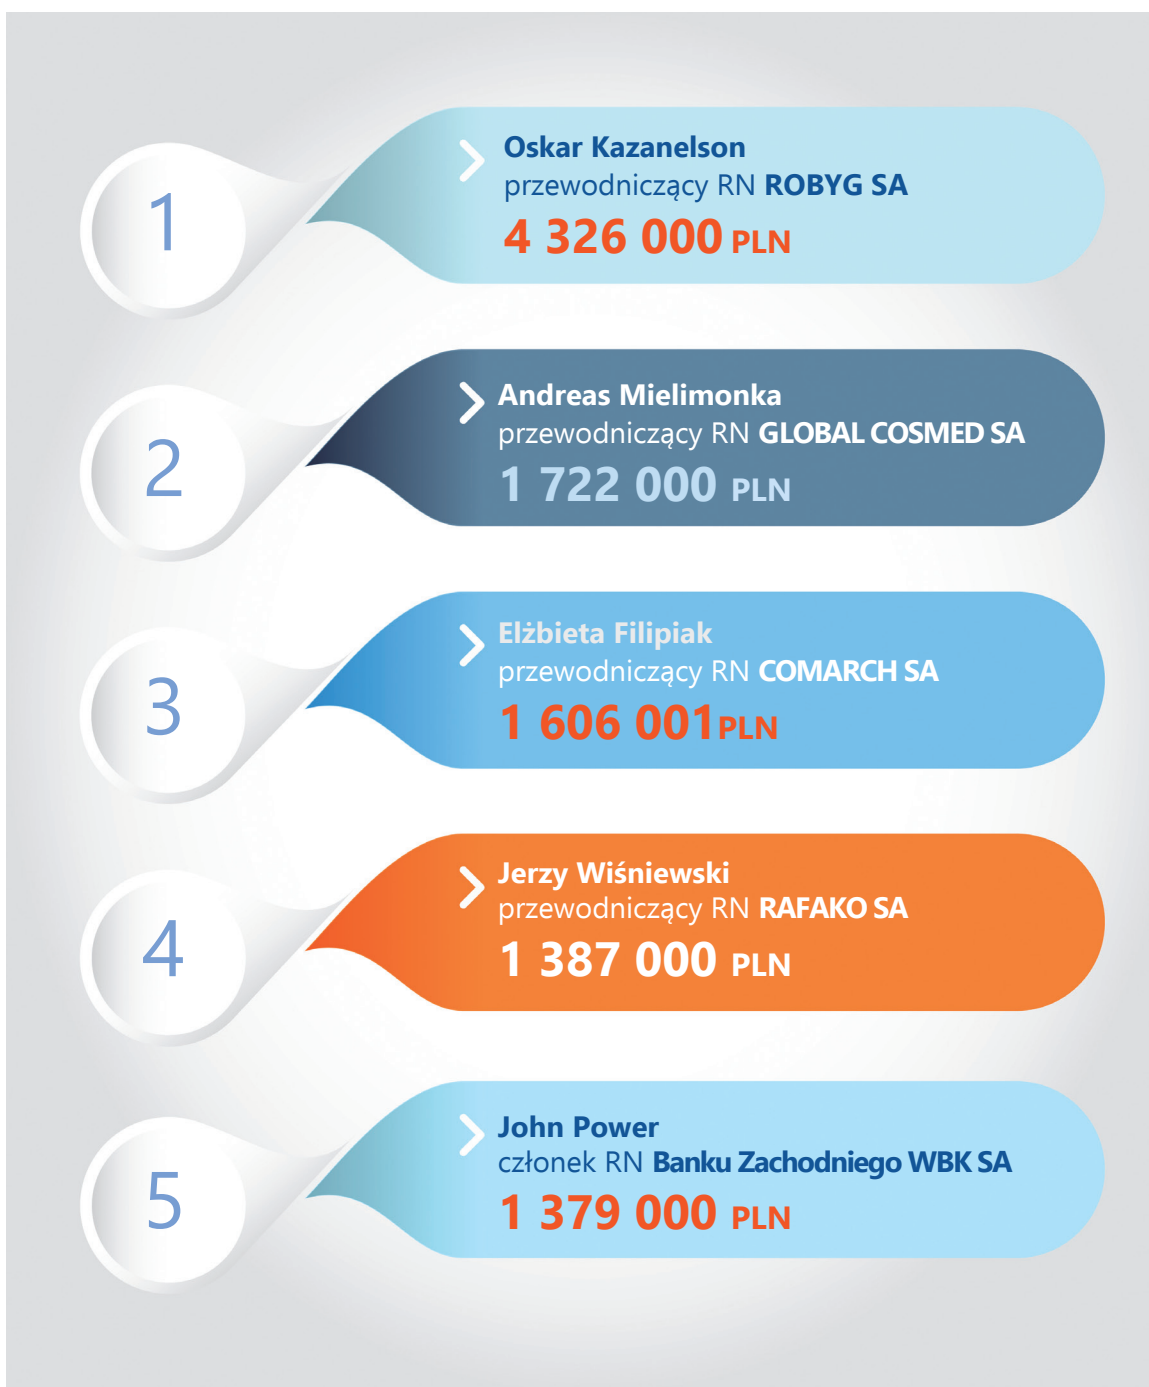 1
Oskar Kazanelson
przewodniczący RN ROBYG SA
4 326 000 PLN
2
Andreas Mielimonka
przewodniczący RN GLOBAL COSMED SA
1 722 000 PLN
3
Elżbieta Filipiak
przewodniczący RN COMARCH SA
1 606 001 PLN
4
Jerzy Wiśniewski
przewodniczący RN RAFAKO SA
1 387 000 PLN
5
John Power
członek RN Banku Zachodniego WBK SA
1 379 000 PLN